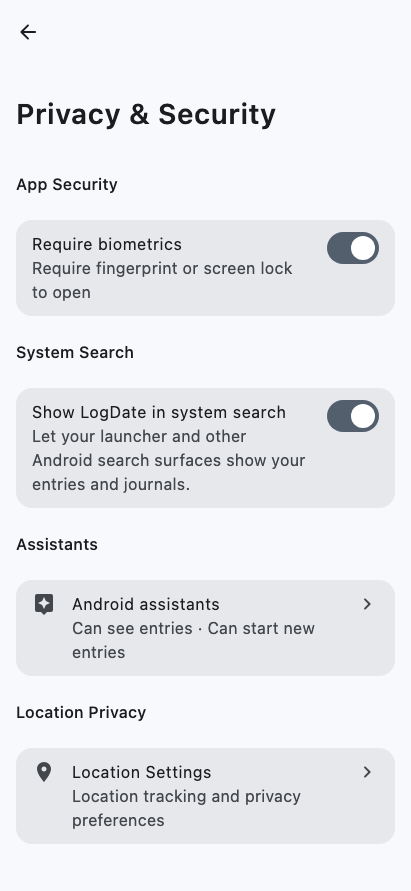 Privacy & Security
App Security
Require biometrics
Require fingerprint or screen lock
to open
System Search
Show LogDate in system search
Let your launcher and other
Android search surfaces show your
entries and journals.
Assistants
Android assistants
Can see entries · Can start new
entries
Location Privacy
Location Settings
Location tracking and privacy
preferences